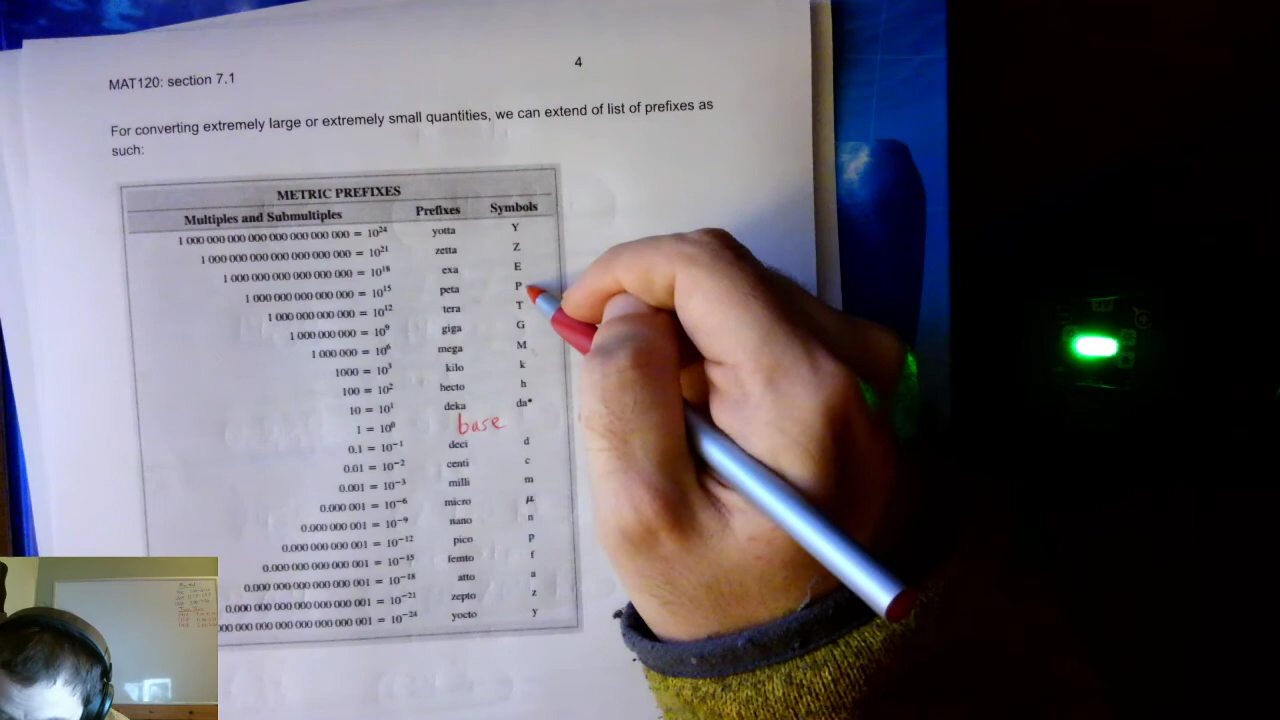 4
MAT120: section 7.1
For converting extremely large or extremely small quantities, we can extend of list of prefixes as
such:
METRIC PREFIXES
Multiples and Submultiples Prefixes Symbols
1 000 000 000 000 000 000 000 000 = 10²⁴ yotta Y
1 000 000 000 000 000 000 000 = 10²¹ zetta Z
1 000 000 000 000 000 000 = 10¹⁸ exa E
1 000 000 000 000 000 = 10¹⁵ peta P
1 000 000 000 000 = 10¹² tera T
1 000 000 000 = 10⁹ giga G
1 000 000 = 10⁶ mega M
1000 = 10³ kilo k
100 = 10² hecto h
10 = 10¹ deka da*
1 = 10⁰ base
0.1 = 10⁻¹ deci d
0.01 = 10⁻² centi c
0.001 = 10⁻³ milli m
0.000 001 = 10⁻⁶ micro μ
0.000 000 001 = 10⁻⁹ nano n
0.000 000 000 001 = 10⁻¹² pico p
0.000 000 000 000 001 = 10⁻¹⁵ femto f
0.000 000 000 000 000 001 = 10⁻¹⁸ atto a
0.000 000 000 000 000 000 001 = 10⁻²¹ zepto z
000 000 000 000 000 000 001 = 10⁻²⁴ yocto y